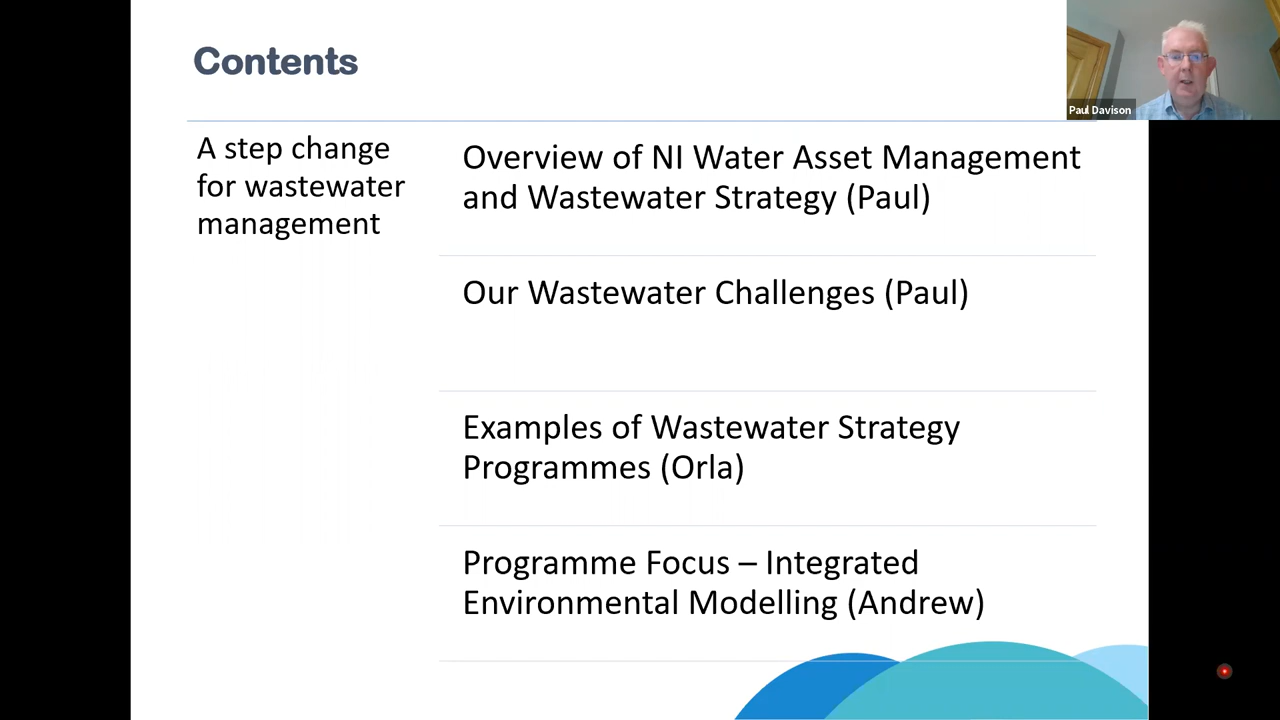 Contents
A step change
for wastewater
management
Overview of NI Water Asset Management
and Wastewater Strategy (Paul)
Our Wastewater Challenges (Paul)
Examples of Wastewater Strategy
Programmes (Orla)
Programme Focus – Integrated
Environmental Modelling (Andrew)
Paul Davison